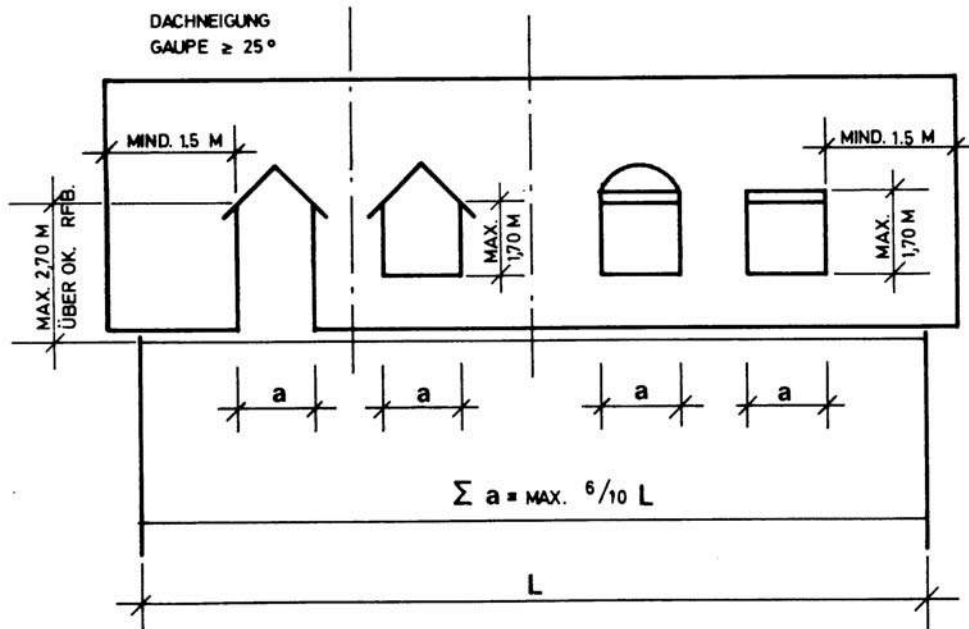 DACHNEIGUNG
GAUPE ≥ 25°
MIND. 1.5 M
MIND. 1.5 M
MAX. 2,70 M
ÜBER OK. RFB.
MAX.
1,70 M
MAX.
1,70 M
a
a
a
a
Σ a = MAX. 6/10 L
L